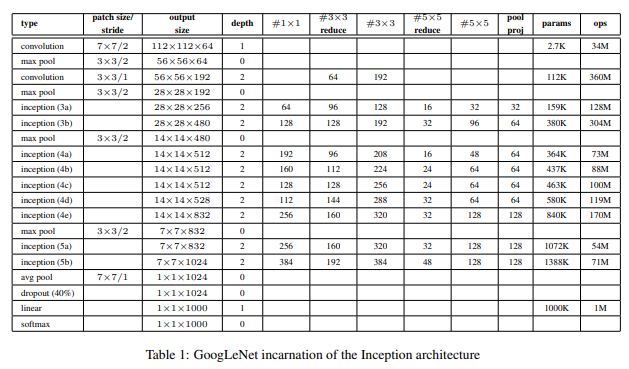 type patch size/ stride output size depth #1×1 #3×3 reduce #3×3 #5×5 reduce #5×5 pool proj params ops
convolution 7×7/2 112×112×64 1 2.7K 34M
max pool 3×3/2 56×56×64 0
convolution 3×3/1 56×56×192 2 64 192 112K 360M
max pool 3×3/2 28×28×192 0
inception (3a) 28×28×256 2 64 96 128 16 32 32 159K 128M
inception (3b) 28×28×480 2 128 128 192 32 96 64 380K 304M
max pool 3×3/2 14×14×480 0
inception (4a) 14×14×512 2 192 96 208 16 48 64 364K 73M
inception (4b) 14×14×512 2 160 112 224 24 64 64 437K 88M
inception (4c) 14×14×512 2 128 128 256 24 64 64 463K 100M
inception (4d) 14×14×528 2 112 144 288 32 64 64 580K 119M
inception (4e) 14×14×832 2 256 160 320 32 128 128 840K 170M
max pool 3×3/2 7×7×832 0
inception (5a) 7×7×832 2 256 160 320 32 128 128 1072K 54M
inception (5b) 7×7×1024 2 384 192 384 48 128 128 1388K 71M
avg pool 7×7/1 1×1×1024 0
dropout (40%) 1×1×1024 0
linear 1×1×1000 1 1000K 1M
softmax 1×1×1000 0
Table 1: GoogLeNet incarnation of the Inception architecture